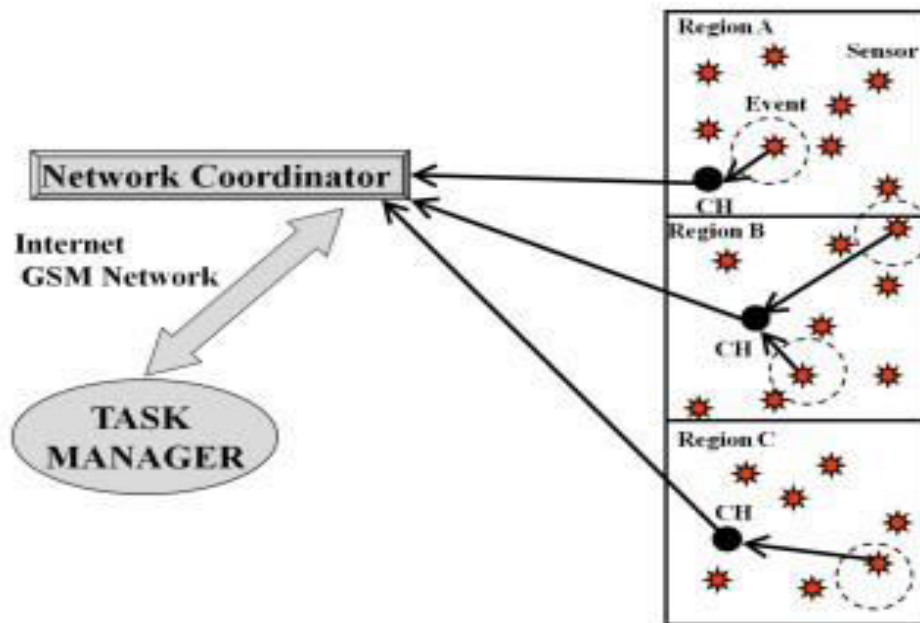 Region A
Sensor
Event
Network Coordinator
CH
Region B
Internet
GSM Network
CH
TASK
MANAGER
Region C
CH